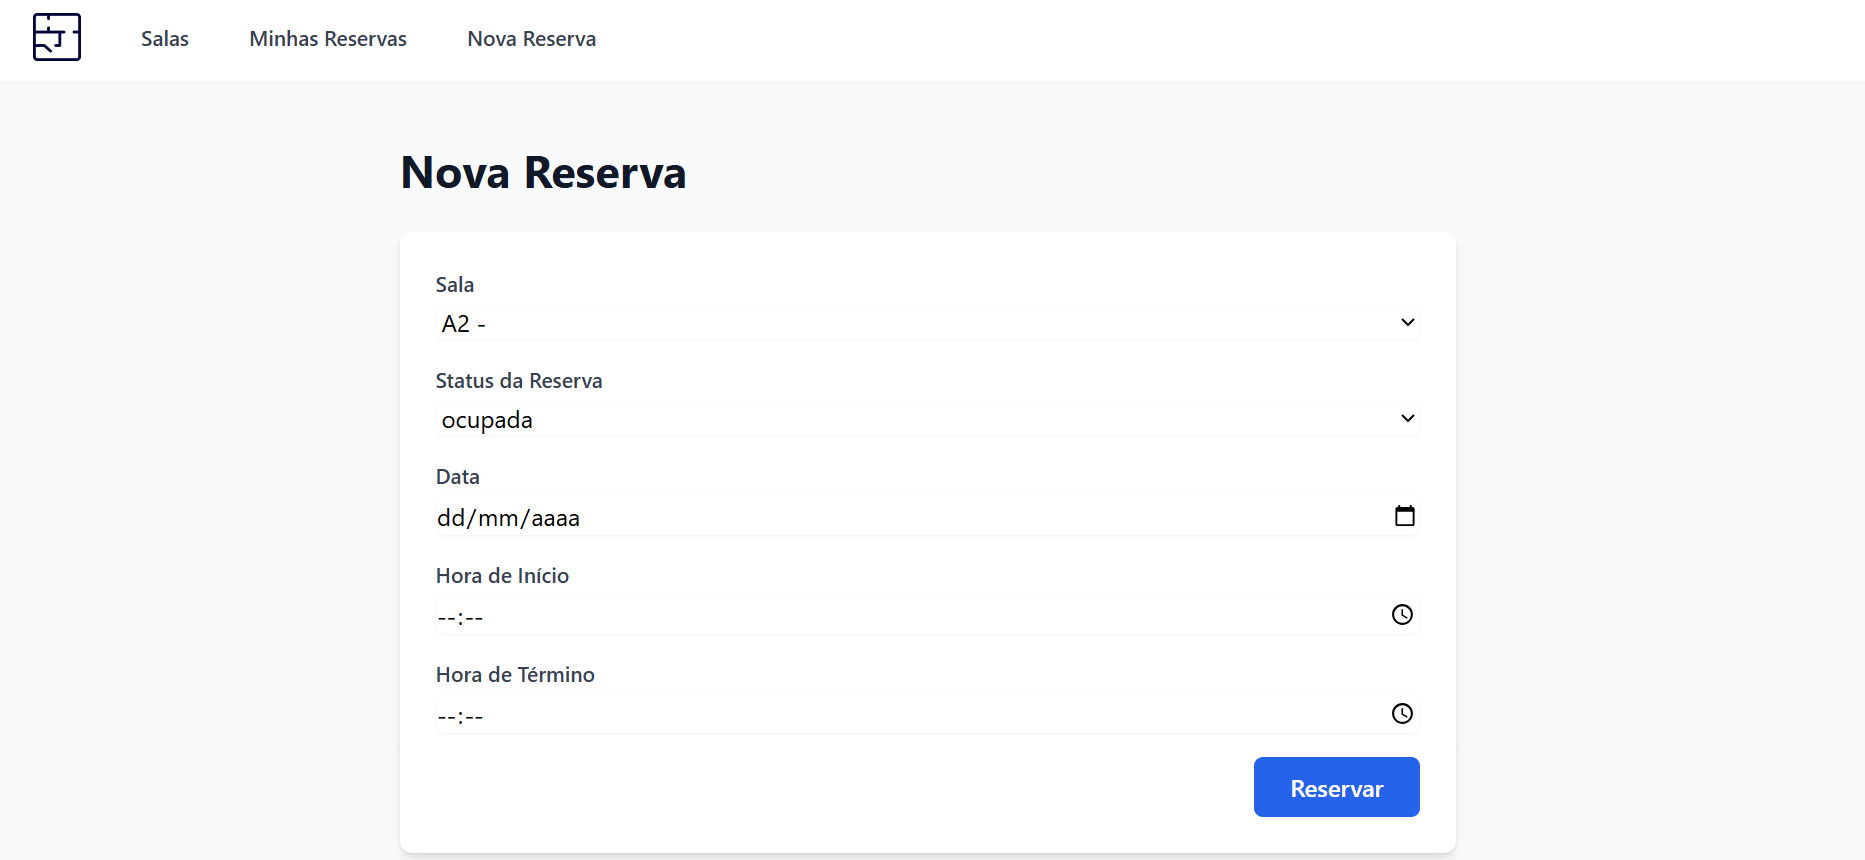 Salas Minhas Reservas Nova Reserva
Nova Reserva
Sala
A2 -
Status da Reserva
ocupada
Data
dd/mm/aaaa
Hora de Início
--:--
Hora de Término
--:--
Reservar